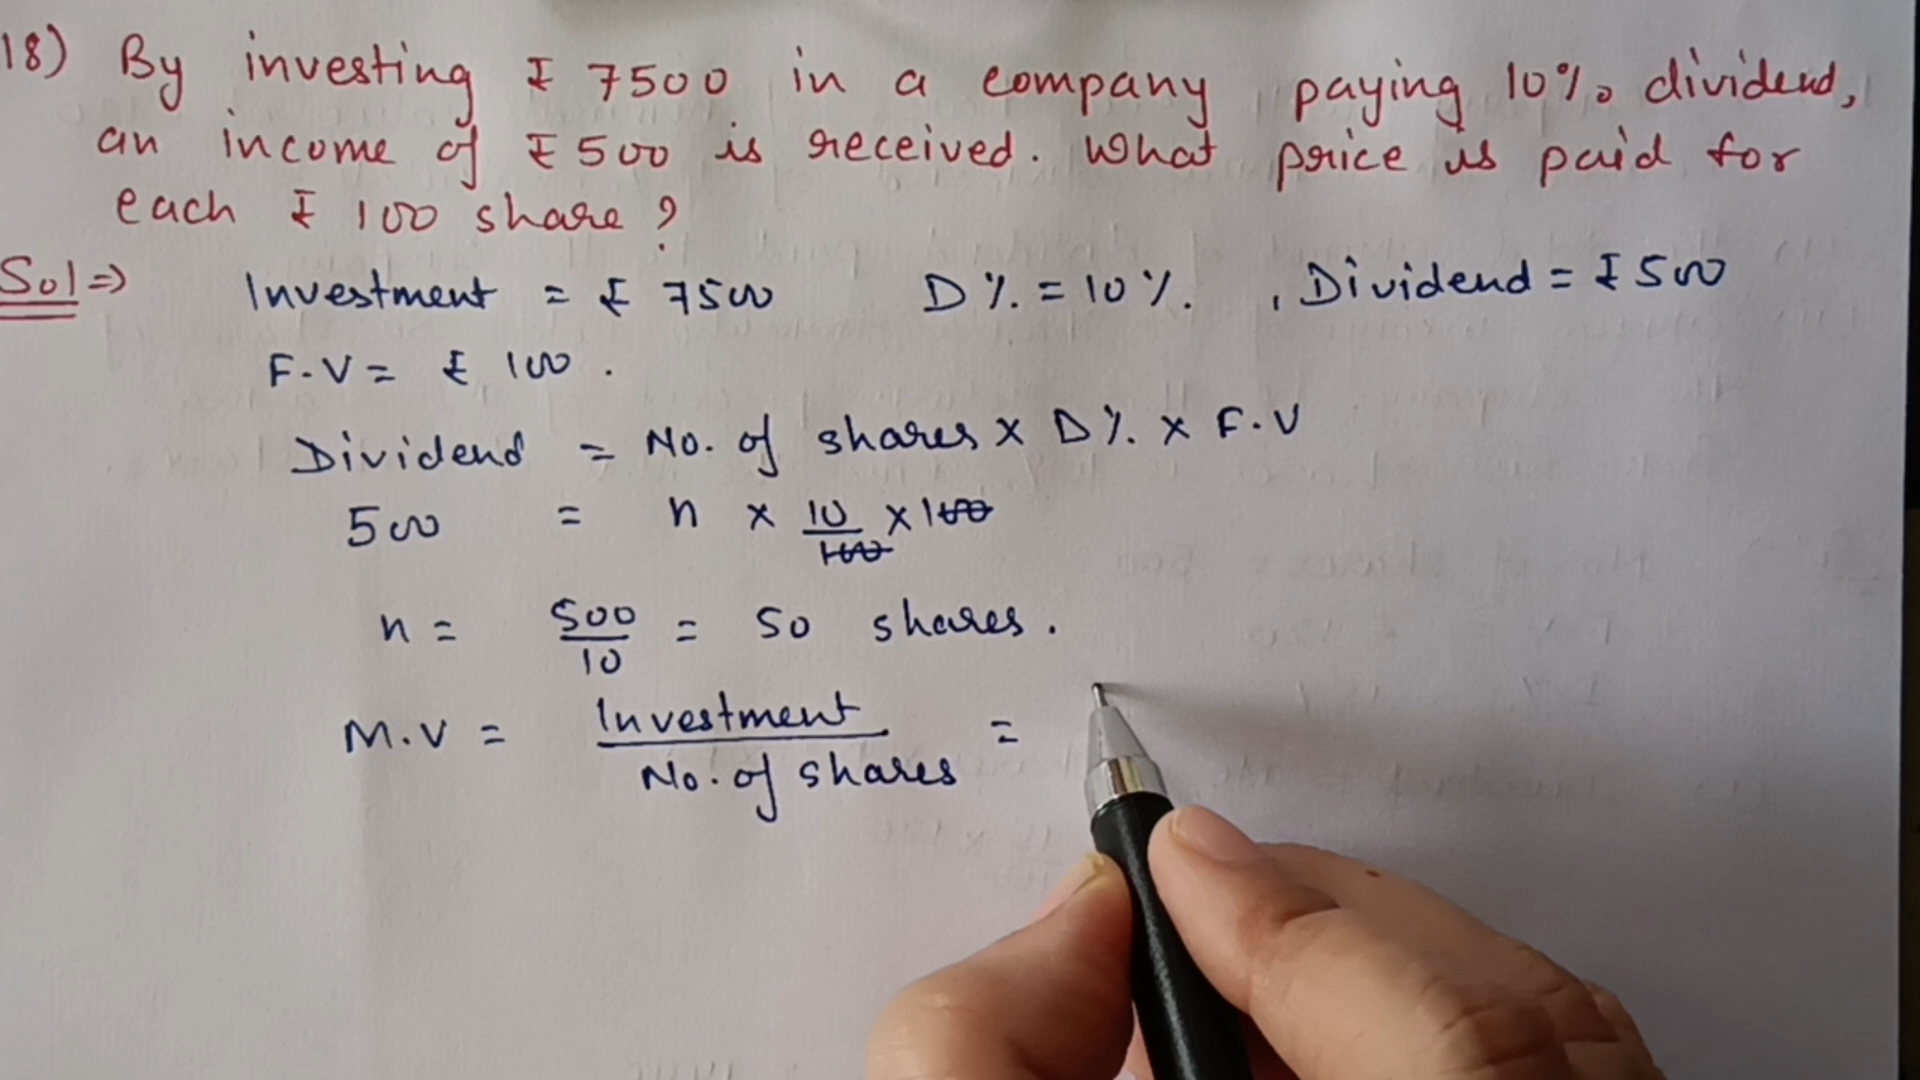 18) By investing ₹ 7500 in a company paying 10% dividend,
an income of ₹ 500 is received. What price is paid for
each ₹ 100 share ?
Sol ⇒ Investment = ₹ 7500 D %. = 10 %. , Dividend = ₹ 500
F.V = ₹ 100 .
Dividend = No. of shares x D %. x F.V
500 = n x 10/100 x 100
n = 500/10 = 50 shares .
M.V = Investment/No. of shares =